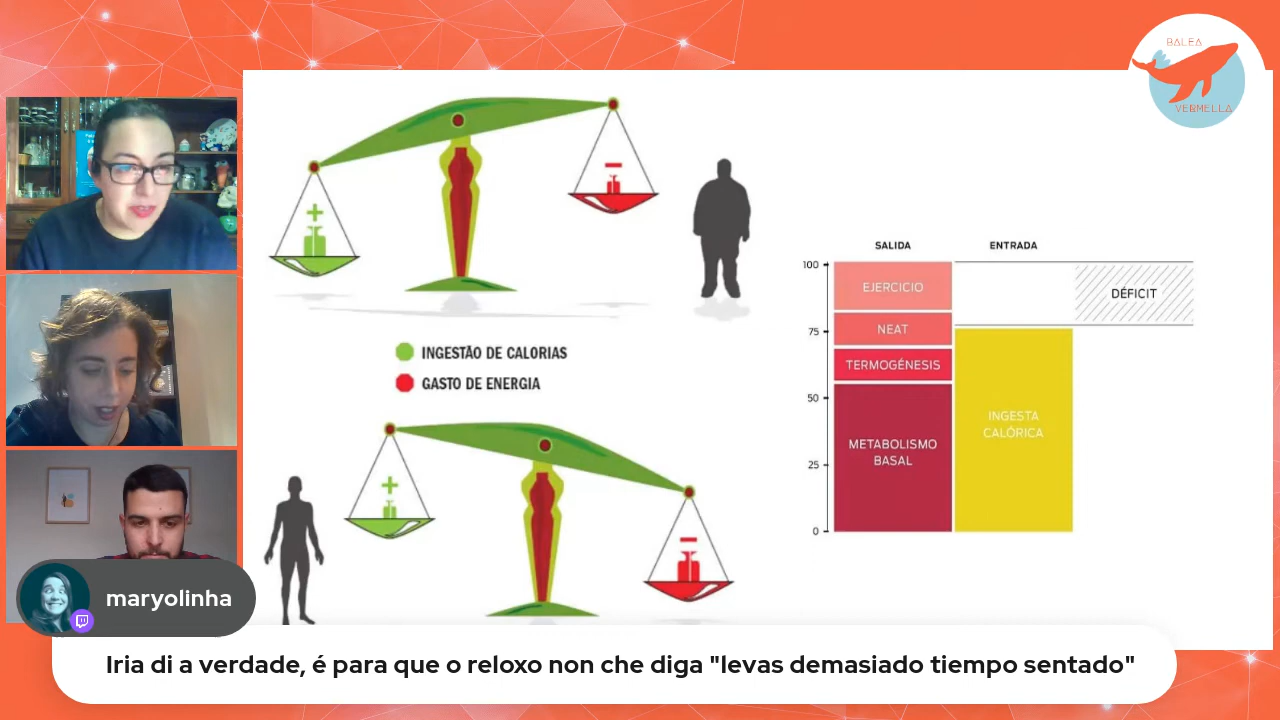 BALEA
VERMELLA
+
−
INGESTÃO DE CALORIAS
GASTO DE ENERGIA
+
−
SALIDA
ENTRADA
100
75
50
25
0
EJERCICIO
NEAT
TERMOGÉNESIS
METABOLISMO
BASAL
INGESTA
CALÓRICA
DÉFICIT
maryolinha
Iria di a verdade, é para que o reloxo non che diga "levas demasiado tiempo sentado"